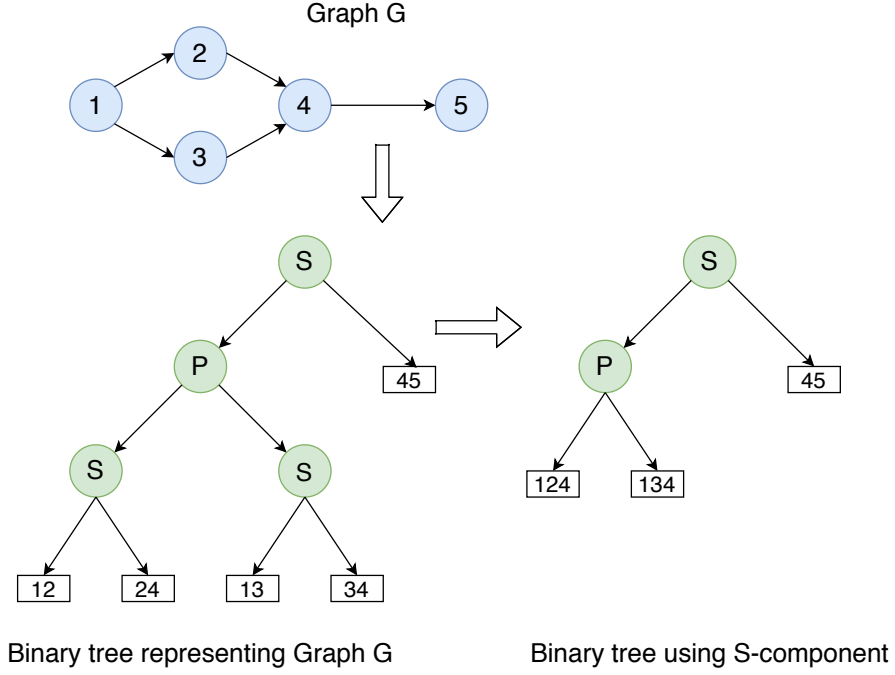 Graph G
2
1
4
5
3
S
S
P
45
P
45
S
S
124
134
12
24
13
34
Binary tree representing Graph G
Binary tree using S-component